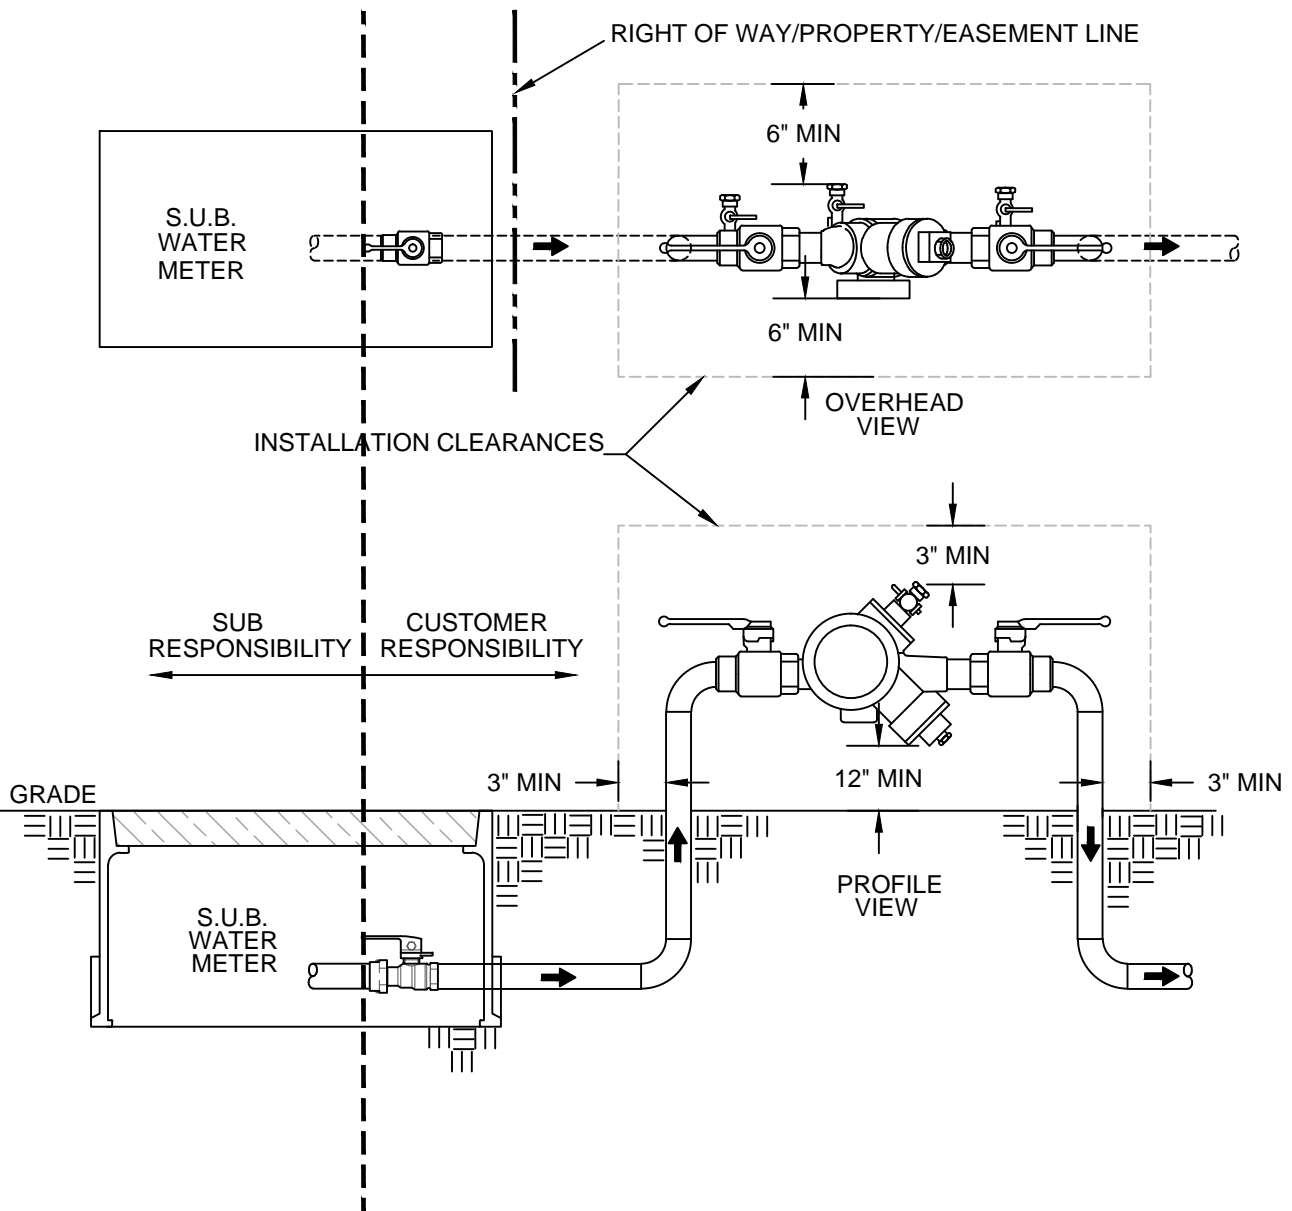 RIGHT OF WAY/PROPERTY/EASEMENT LINE
6" MIN
S.U.B.
WATER
METER
6" MIN
OVERHEAD
VIEW
INSTALLATION CLEARANCES
3" MIN
SUB
RESPONSIBILITY
CUSTOMER
RESPONSIBILITY
3" MIN
12" MIN
3" MIN
GRADE
PROFILE
VIEW
S.U.B.
WATER
METER